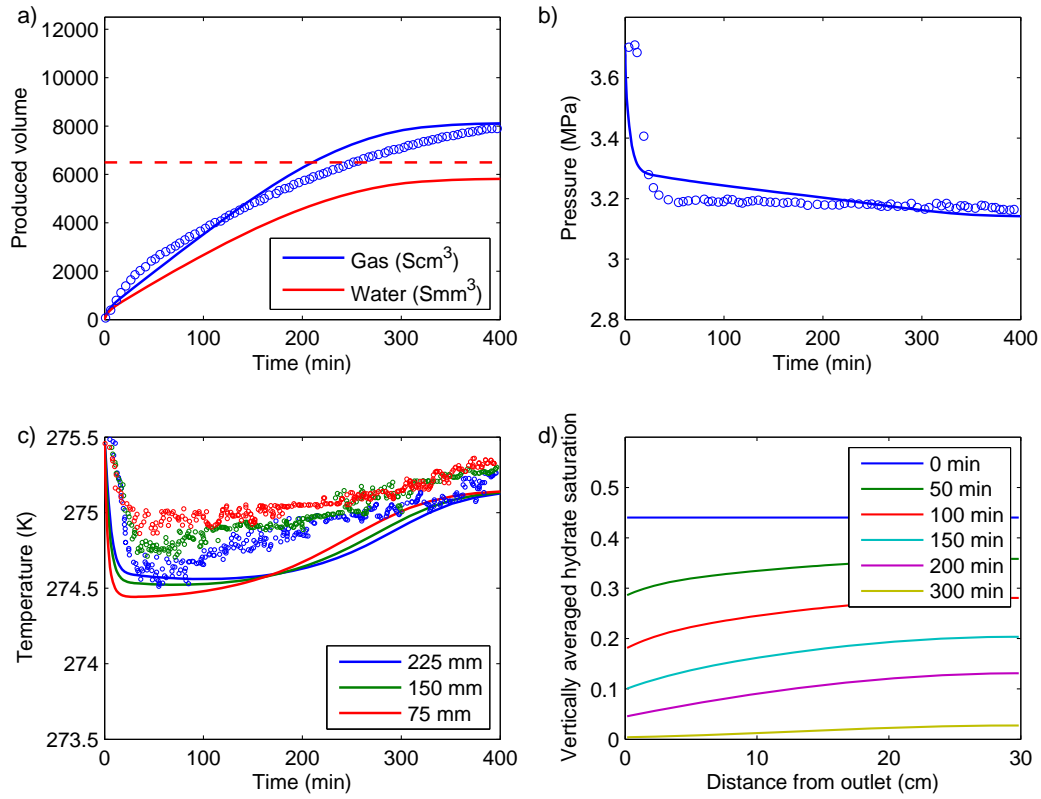 a)
12000
10000
8000
6000
4000
2000
0
Produced volume
0 100 200 300 400
Time (min)
Gas (Scm³)
Water (Smm³)
b)
3.6
3.4
3.2
3
2.8
Pressure (MPa)
0 100 200 300 400
Time (min)
c)
275.5
275
274.5
274
273.5
Temperature (K)
0 100 200 300 400
Time (min)
225 mm
150 mm
75 mm
d)
0.5
0.4
0.3
0.2
0.1
0
Vertically averaged hydrate saturation
0 10 20 30
Distance from outlet (cm)
0 min
50 min
100 min
150 min
200 min
300 min